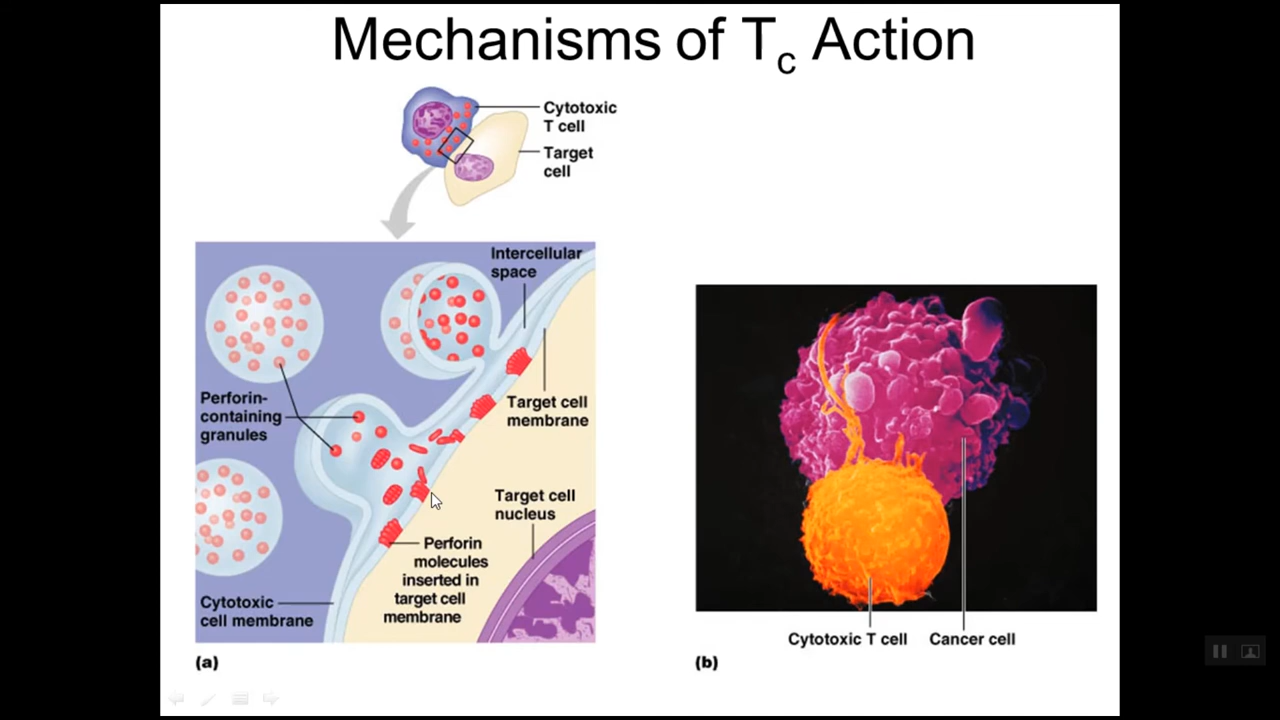 Mechanisms of Tc Action
Cytotoxic
T cell
Target
cell
Intercellular
space
Perforin-
containing
granules
Target cell
membrane
Target cell
nucleus
Perforin
molecules
inserted in
target cell
membrane
Cytotoxic
cell membrane
(a)
Cytotoxic T cell
Cancer cell
(b)